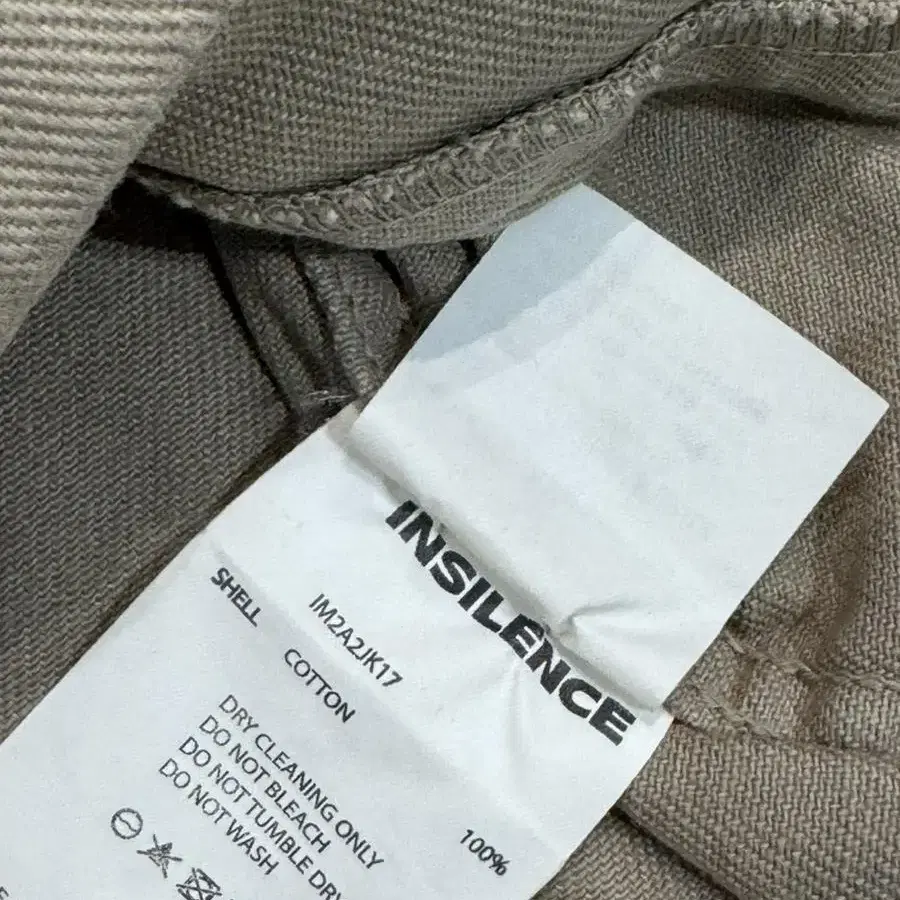 INSILENCE
IM2A2JK17
SHELL
COTTON 100%
DRY CLEANING ONLY
DO NOT BLEACH
DO NOT TUMBLE DRY
DO NOT WASH